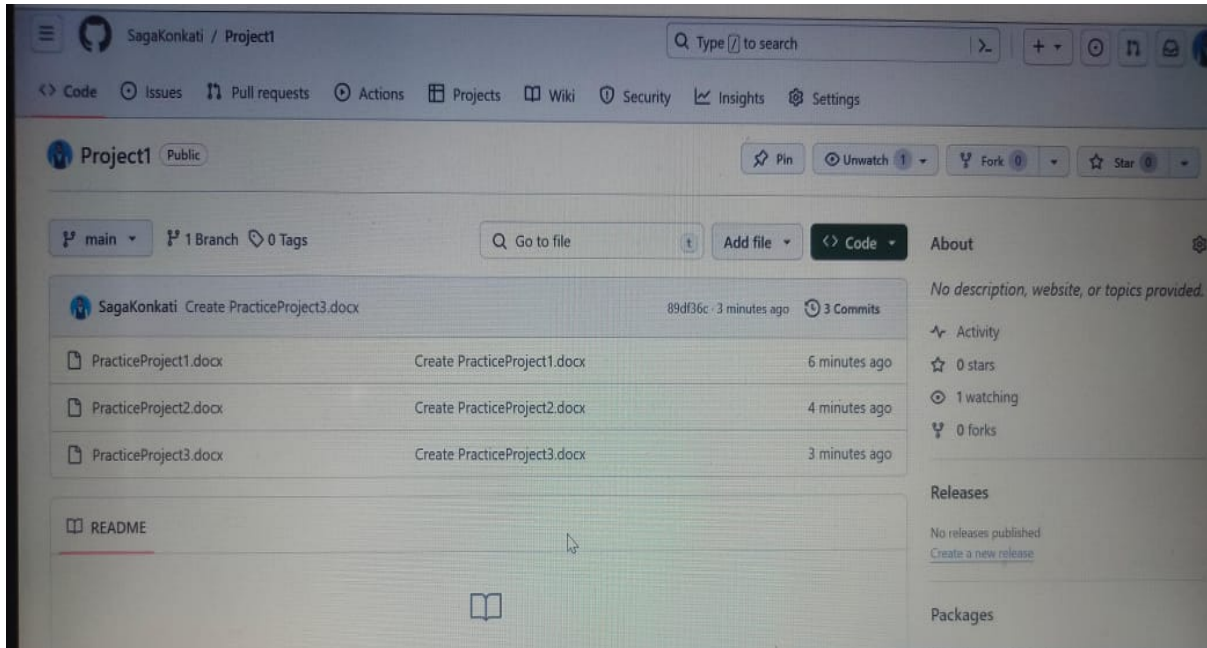 SagaKonkati / Project1
Type / to search
Code Issues Pull requests Actions Projects Wiki Security Insights Settings
Project1 Public
Pin Unwatch 1 Fork 0 Star 0
main 1 Branch 0 Tags
Go to file t
Add file
Code
SagaKonkati Create PracticeProject3.docx 89df36c · 3 minutes ago 3 Commits
PracticeProject1.docx Create PracticeProject1.docx 6 minutes ago
PracticeProject2.docx Create PracticeProject2.docx 4 minutes ago
PracticeProject3.docx Create PracticeProject3.docx 3 minutes ago
README
About
No description, website, or topics provided.
Activity
0 stars
1 watching
0 forks
Releases
No releases published
Create a new release
Packages